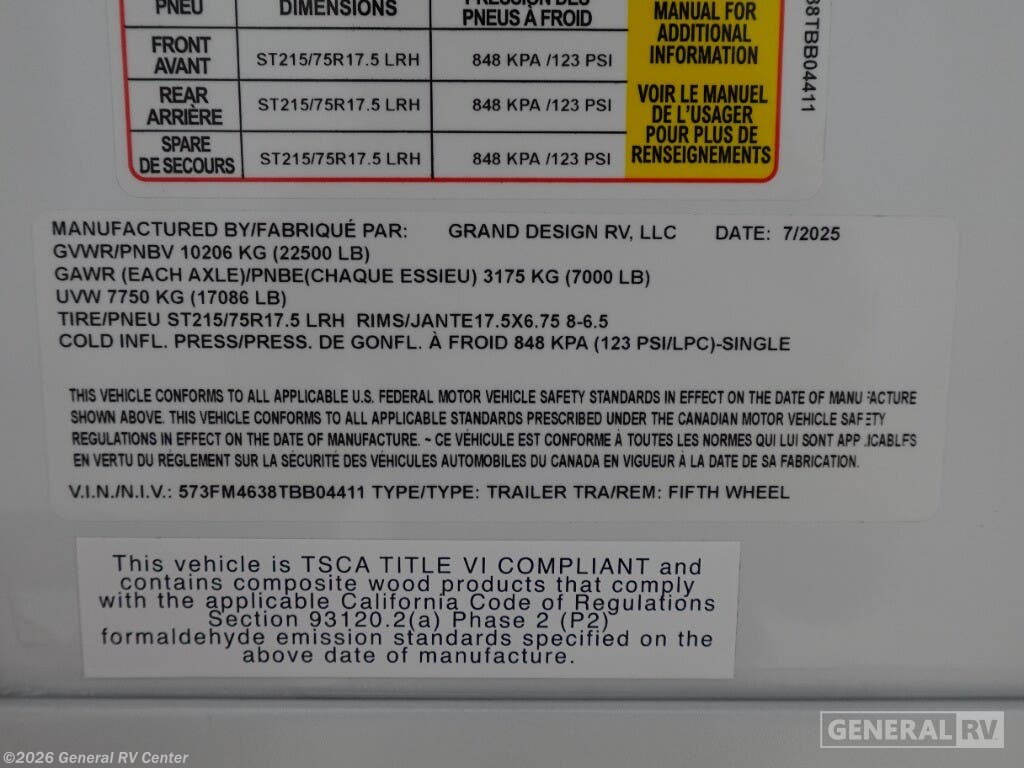 PNEU DIMENSIONS PNEUS À FROID
FRONT AVANT ST215/75R17.5 LRH 848 KPA /123 PSI
REAR ARRIÈRE ST215/75R17.5 LRH 848 KPA /123 PSI
SPARE DE SECOURS ST215/75R17.5 LRH 848 KPA /123 PSI
MANUAL FOR
ADDITIONAL
INFORMATION
VOIR LE MANUEL
DE L'USAGER
POUR PLUS DE
RENSEIGNEMENTS
8TBB04411
MANUFACTURED BY/FABRIQUÉ PAR: GRAND DESIGN RV, LLC DATE: 7/2025
GVWR/PNBV 10206 KG (22500 LB)
GAWR (EACH AXLE)/PNBE(CHAQUE ESSIEU) 3175 KG (7000 LB)
UVW 7750 KG (17086 LB)
TIRE/PNEU ST215/75R17.5 LRH RIMS/JANTE17.5X6.75 8-6.5
COLD INFL. PRESS/PRESS. DE GONFL. À FROID 848 KPA (123 PSI/LPC)-SINGLE
THIS VEHICLE CONFORMS TO ALL APPLICABLE U.S. FEDERAL MOTOR VEHICLE SAFETY STANDARDS IN EFFECT ON THE DATE OF MANUFACTURE
SHOWN ABOVE. THIS VEHICLE CONFORMS TO ALL APPLICABLE STANDARDS PRESCRIBED UNDER THE CANADIAN MOTOR VEHICLE SAFETY
REGULATIONS IN EFFECT ON THE DATE OF MANUFACTURE. ~ CE VÉHICULE EST CONFORME À TOUTES LES NORMES QUI LUI SONT APPLICABLES
EN VERTU DU RÈGLEMENT SUR LA SÉCURITÉ DES VÉHICULES AUTOMOBILES DU CANADA EN VIGUEUR À LA DATE DE SA FABRICATION.
V.I.N./N.I.V.: 573FM4638TBB04411 TYPE/TYPE: TRAILER TRA/REM: FIFTH WHEEL
This vehicle is TSCA TITLE VI COMPLIANT and
contains composite wood products that comply
with the applicable California Code of Regulations
Section 93120.2(a) Phase 2 (P2)
formaldehyde emission standards specified on the
above date of manufacture.
GENERAL RV
©2026 General RV Center